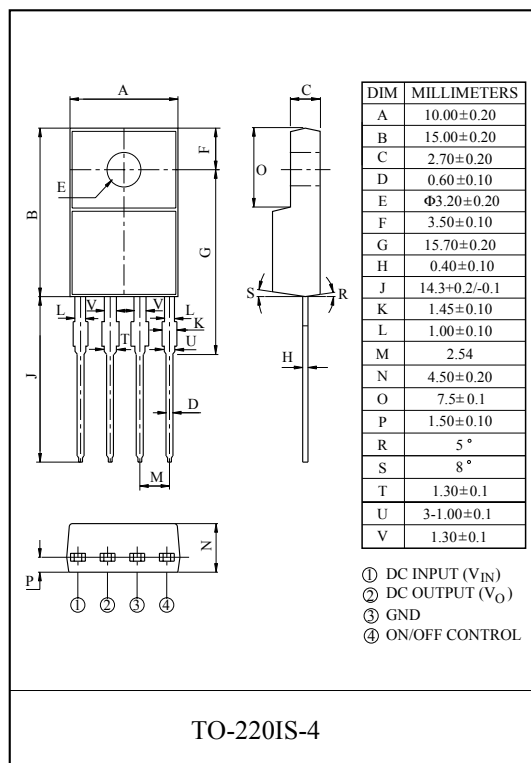 A
C
F
E
O
B
G
S
R
L
V
V
L
K
T
U
H
J
D
M
N
P
① ② ③ ④
DIM MILLIMETERS
A 10.00±0.20
B 15.00±0.20
C 2.70±0.20
D 0.60±0.10
E Φ3.20±0.20
F 3.50±0.10
G 15.70±0.20
H 0.40±0.10
J 14.3+0.2/-0.1
K 1.45±0.10
L 1.00±0.10
M 2.54
N 4.50±0.20
O 7.5±0.1
P 1.50±0.10
R 5°
S 8°
T 1.30±0.1
U 3-1.00±0.1
V 1.30±0.1
① DC INPUT (VIN)
② DC OUTPUT (VO)
③ GND
④ ON/OFF CONTROL
TO-220IS-4